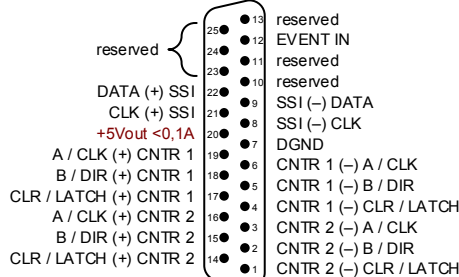 25 13 reserved
reserved 24 12 EVENT IN
23 11 reserved
10 reserved
DATA (+) SSI 22 9 SSI (–) DATA
CLK (+) SSI 21 8 SSI (–) CLK
+5Vout <0,1A 20 7 DGND
A / CLK (+) CNTR 1 19 6 CNTR 1 (–) A / CLK
B / DIR (+) CNTR 1 18 5 CNTR 1 (–) B / DIR
CLR / LATCH (+) CNTR 1 17 4 CNTR 1 (–) CLR / LATCH
A / CLK (+) CNTR 2 16 3 CNTR 2 (–) A / CLK
B / DIR (+) CNTR 2 15 2 CNTR 2 (–) B / DIR
CLR / LATCH (+) CNTR 2 14 1 CNTR 2 (–) CLR / LATCH